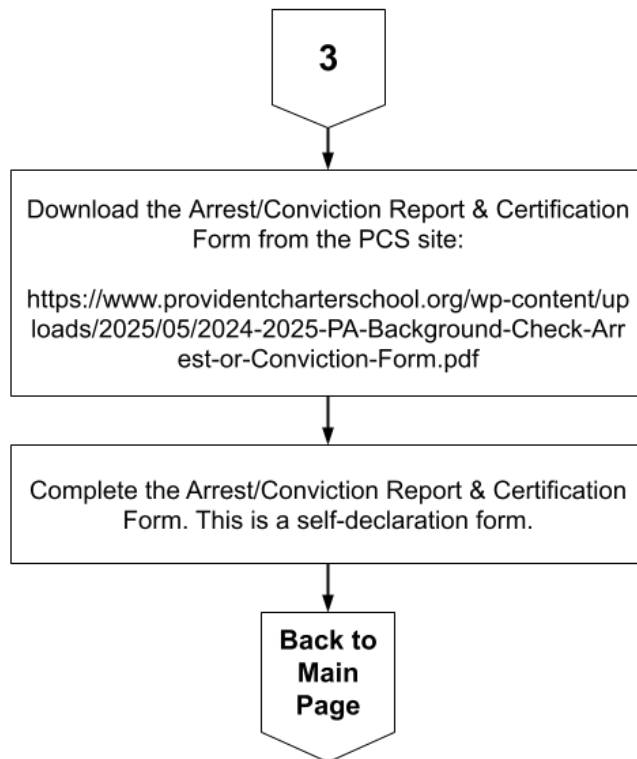 3
Download the Arrest/Conviction Report & Certification
Form from the PCS site:
https://www.providentcharterschool.org/wp-content/up
loads/2025/05/2024-2025-PA-Background-Check-Arr
est-or-Conviction-Form.pdf
Complete the Arrest/Conviction Report & Certification
Form. This is a self-declaration form.
Back to
Main
Page